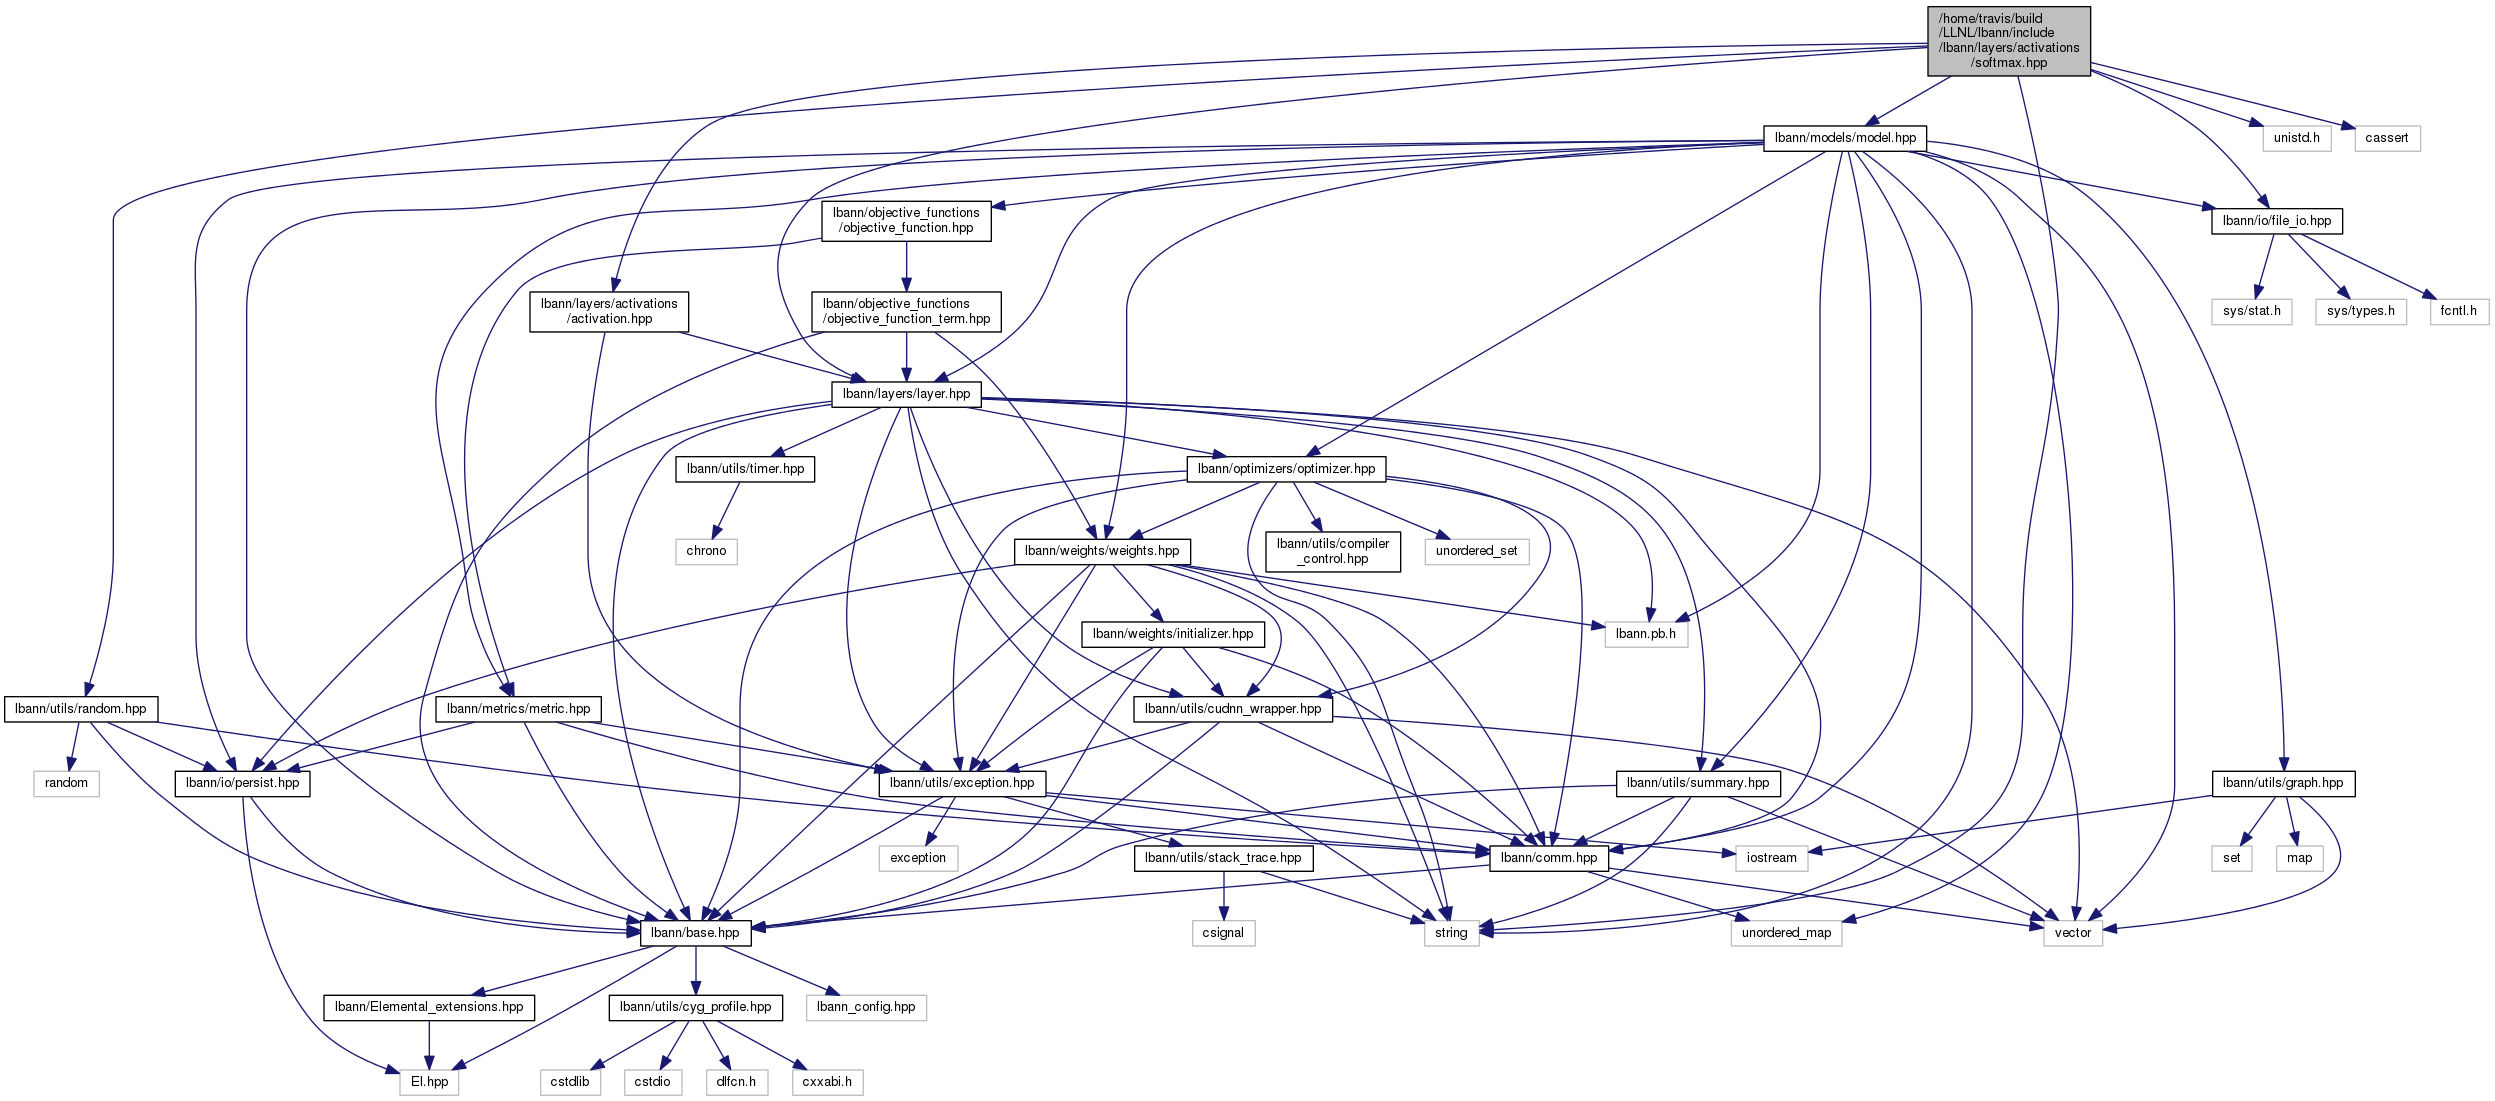 /home/travis/build
/LLNL/lbann/include
/lbann/layers/activations
/softmax.hpp
lbann/models/model.hpp
unistd.h
cassert
lbann/objective_functions
/objective_function.hpp
lbann/io/file_io.hpp
lbann/layers/activations
/activation.hpp
lbann/objective_functions
/objective_function_term.hpp
sys/stat.h
sys/types.h
fcntl.h
lbann/layers/layer.hpp
lbann/utils/timer.hpp
lbann/optimizers/optimizer.hpp
chrono
lbann/weights/weights.hpp
lbann/utils/compiler
_control.hpp
unordered_set
lbann/weights/initializer.hpp
lbann.pb.h
lbann/utils/random.hpp
lbann/metrics/metric.hpp
lbann/utils/cudnn_wrapper.hpp
random
lbann/io/persist.hpp
lbann/utils/exception.hpp
lbann/utils/summary.hpp
lbann/utils/graph.hpp
exception
lbann/utils/stack_trace.hpp
lbann/comm.hpp
iostream
set
map
lbann/base.hpp
csignal
string
unordered_map
vector
lbann/Elemental_extensions.hpp
lbann/utils/cyg_profile.hpp
lbann_config.hpp
El.hpp
cstdlib
cstdio
dlfcn.h
cxxabi.h